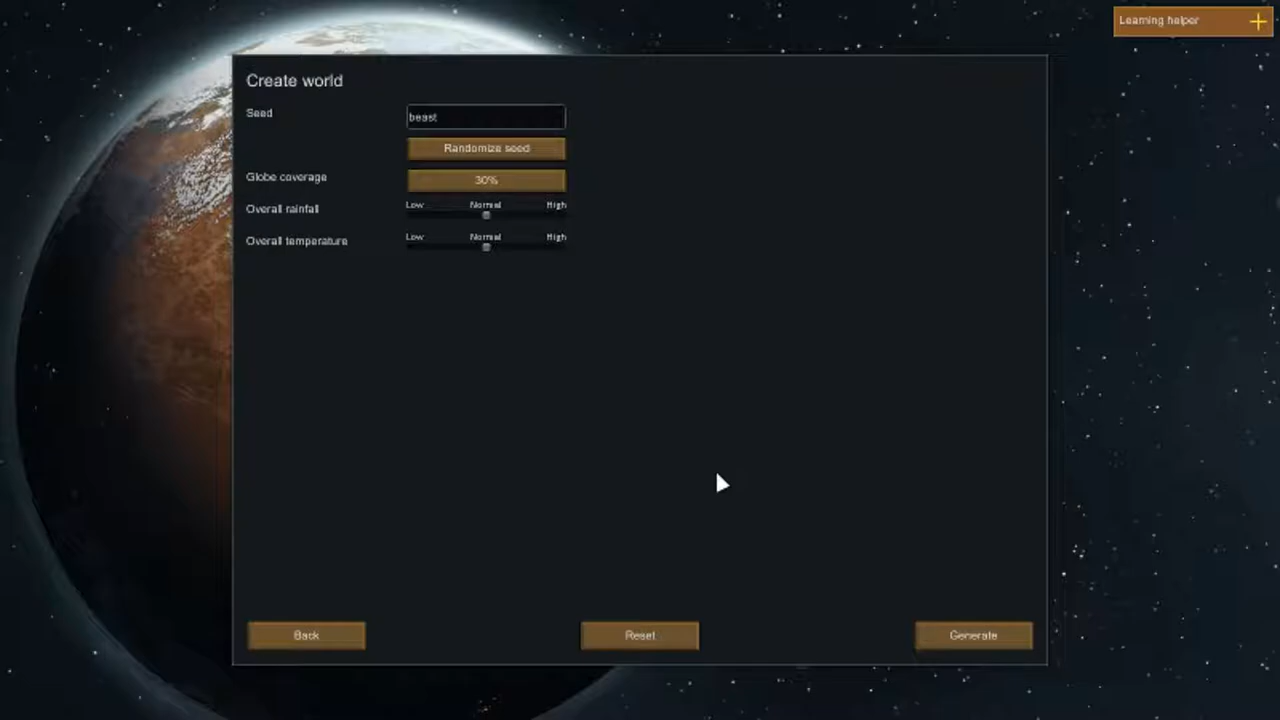 Learning helper
Create world
Seed
beast
Randomize seed
Globe coverage
30%
Overall rainfall
Low Normal High
Overall temperature
Low Normal High
Back
Reset
Generate